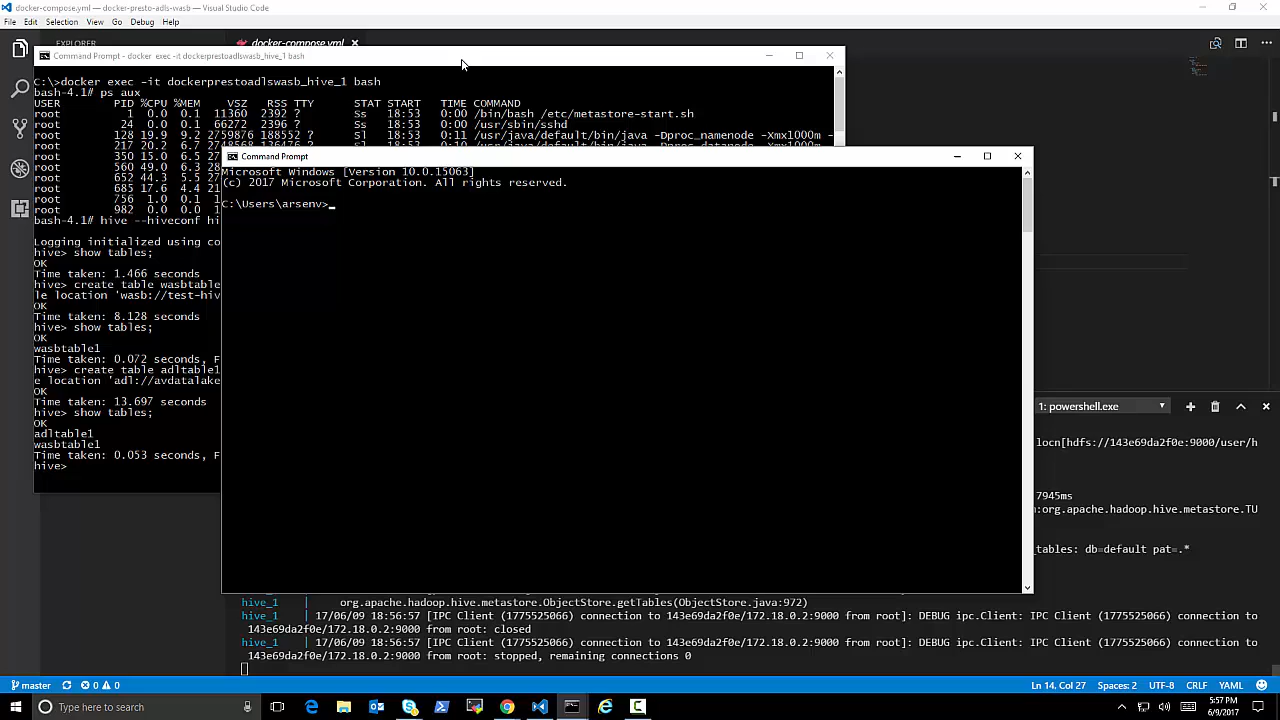 docker-compose.yml - docker-presto-adls-wasb - Visual Studio Code
File Edit Selection View Go Debug Help
EXPLORER
docker-compose.yml
Command Prompt - docker exec -it dockerprestoadlswasb_hive_1 bash
C:\>docker exec -it dockerprestoadlswasb_hive_1 bash
bash-4.1# ps aux
USER PID %CPU %MEM VSZ RSS TTY STAT START TIME COMMAND
root 1 0.0 0.1 11360 2392 ? Ss 18:53 0:00 /bin/bash /etc/metastore-start.sh
root 24 0.0 0.1 66272 2396 ? Ss 18:53 0:00 /usr/sbin/sshd
root 128 19.9 9.2 2759876 188552 ? Sl 18:53 0:11 /usr/java/default/bin/java -Dproc_namenode -Xmx1000m -
root 217 20.2 6.7 2748568 136476 ? Sl 18:53 0:10 /usr/java/default/bin/java -Dproc_datanode -Xmx1000m -
root 350 15.0 6.3 28
root 560 49.0 6.3 28
root 652 44.3 5.5 27
root 685 17.6 4.4 21
root 756 1.0 0.1
root 982 0.0 0.0
bash-4.1# hive --hiveconf hi
Logging initialized using co
hive> show tables;
OK
Time taken: 1.466 seconds
hive> create table wasbtable
le location 'wasb://test-hiv
OK
Time taken: 8.128 seconds
hive> show tables;
OK
wasbtable1
Time taken: 0.072 seconds, F
hive> create table adltable1
e location 'adl://avdatalake
OK
Time taken: 13.697 seconds
hive> show tables;
OK
adltable1
wasbtable1
Time taken: 0.053 seconds, F
hive>
Command Prompt
Microsoft Windows [Version 10.0.15063]
(c) 2017 Microsoft Corporation. All rights reserved.
C:\Users\arsenv>_
1: powershell.exe
locn[hdfs://143e69da2f0e:9000/user/h
7945ms
n:org.apache.hadoop.hive.metastore.TU
_tables: db=default pat=.*
hive_1 | org.apache.hadoop.hive.metastore.ObjectStore.getTables(ObjectStore.java:972)
hive_1 | 17/06/09 18:56:57 [IPC Client (1775525066) connection to 143e69da2f0e/172.18.0.2:9000 from root]: DEBUG ipc.Client: IPC Client (1775525066) connection to
143e69da2f0e/172.18.0.2:9000 from root: closed
hive_1 | 17/06/09 18:56:57 [IPC Client (1775525066) connection to 143e69da2f0e/172.18.0.2:9000 from root]: DEBUG ipc.Client: IPC Client (1775525066) connection to
143e69da2f0e/172.18.0.2:9000 from root: stopped, remaining connections 0
master 0 0 Ln 14, Col 27 Spaces: 2 UTF-8 CRLF YAML
Type here to search
5:57 PM
6/9/2017